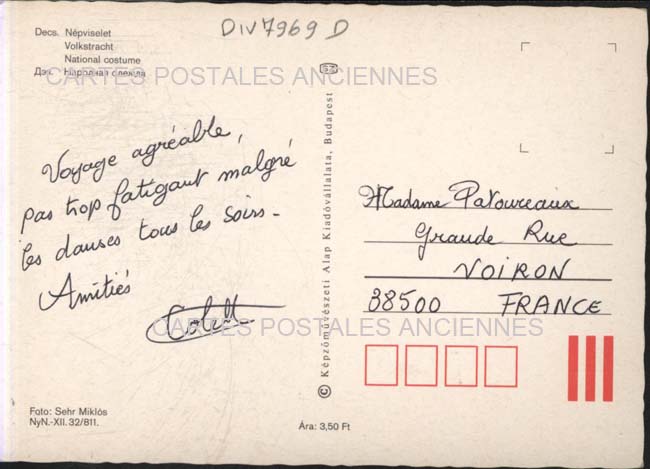 DIV7969 D
Decs. Népviselet
Volkstracht
National costume
Дэч. Народная одежда
CARTES POSTALES ANCIENNES
Voyage agréable,
pas trop fatigant malgré
les danses tous les soirs -
Amitiés
Colette
© Képzőművészeti Alap Kiadóvállalata, Budapest
Madame Patoureaux
Grande Rue
VOIRON
38500 FRANCE
CARTES POSTALES ANCIENNES
Foto: Sehr Miklós
NyN.-XII. 32/811.
Ára: 3,50 Ft